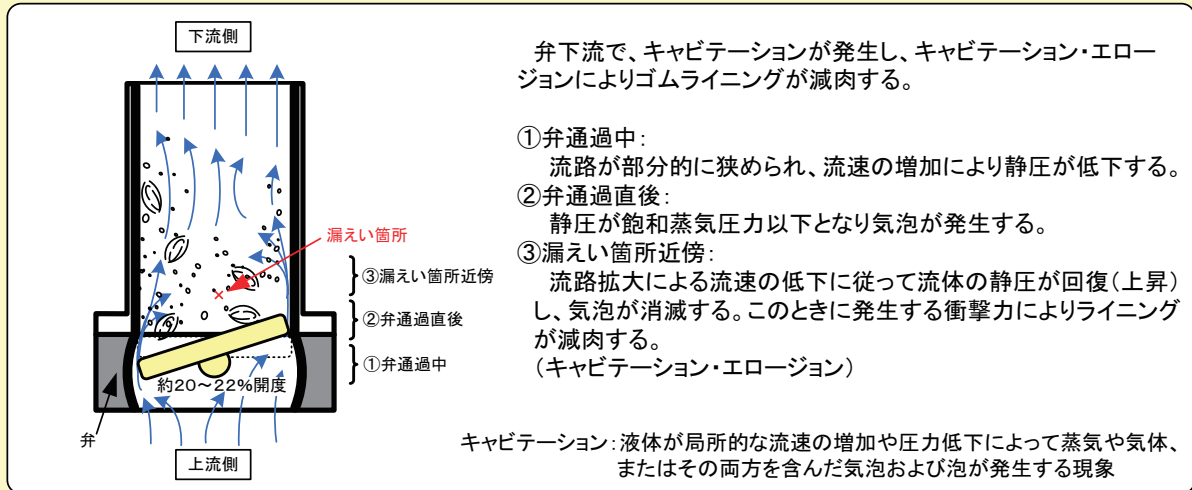 下流側
漏えい箇所
③漏えい箇所近傍
②弁通過直後
①弁通過中
約20～22%開度
弁
上流側
弁下流で、キャビテーションが発生し、キャビテーション・エロー
ジョンによりゴムライニングが減肉する。
①弁通過中：
流路が部分的に狭められ、流速の増加により静圧が低下する。
②弁通過直後：
静圧が飽和蒸気圧力以下となり気泡が発生する。
③漏えい箇所近傍：
流路拡大による流速の低下に従って流体の静圧が回復（上昇）
し、気泡が消滅する。このときに発生する衝撃力によりライニング
が減肉する。
（キャビテーション・エロージョン）
キャビテーション：液体が局所的な流速の増加や圧力低下によって蒸気や気体、
またはその両方を含んだ気泡および泡が発生する現象